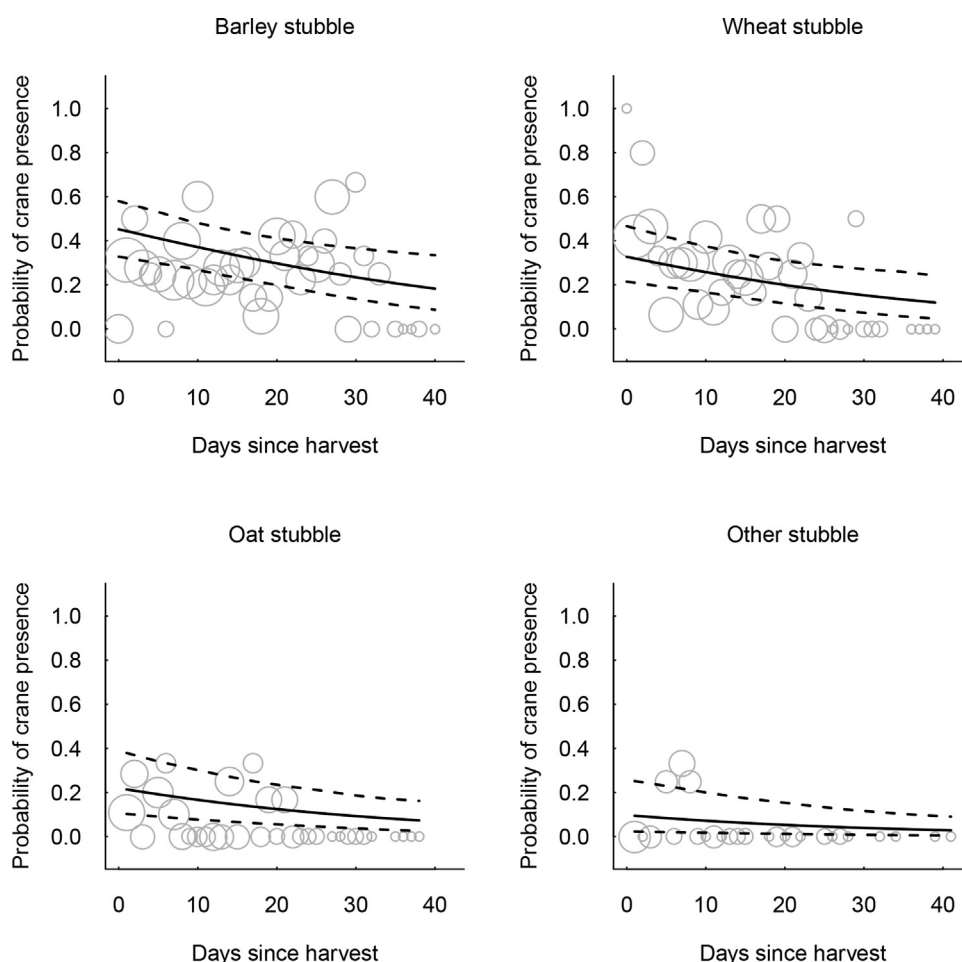 Barley stubble
Probability of crane presence
1.0
0.8
0.6
0.4
0.2
0.0
0 10 20 30 40
Days since harvest
Wheat stubble
Probability of crane presence
1.0
0.8
0.6
0.4
0.2
0.0
0 10 20 30 40
Days since harvest
Oat stubble
Probability of crane presence
1.0
0.8
0.6
0.4
0.2
0.0
0 10 20 30 40
Days since harvest
Other stubble
Probability of crane presence
1.0
0.8
0.6
0.4
0.2
0.0
0 10 20 30 40
Days since harvest